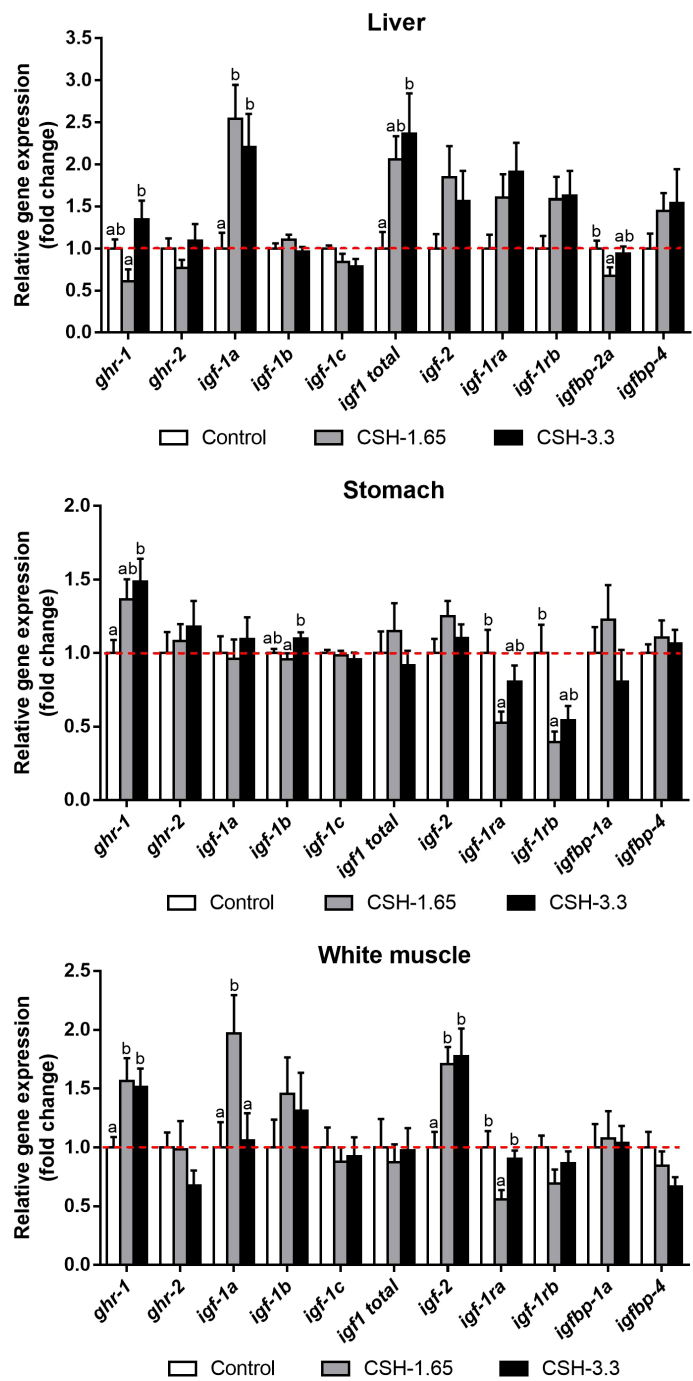 Liver
Relative gene expression
(fold change)
3.5
3.0
2.5
2.0
1.5
1.0
0.5
0.0
ab a b
a b b
a ab b
b a ab
ghr-1 ghr-2 igf-1a igf-1b igf-1c igf1 total igf-2 igf-1ra igf-1rb igfbp-2a igfbp-4
Control CSH-1.65 CSH-3.3
Stomach
Relative gene expression
(fold change)
2.0
1.5
1.0
0.5
0.0
a ab b
ab a b
b a ab
b a ab
ghr-1 ghr-2 igf-1a igf-1b igf-1c igf1 total igf-2 igf-1ra igf-1rb igfbp-1a igfbp-4
Control CSH-1.65 CSH-3.3
White muscle
Relative gene expression
(fold change)
2.5
2.0
1.5
1.0
0.5
0.0
a b b
a b a
a b b
b a b
ghr-1 ghr-2 igf-1a igf-1b igf-1c igf1 total igf-2 igf-1ra igf-1rb igfbp-1a igfbp-4
Control CSH-1.65 CSH-3.3